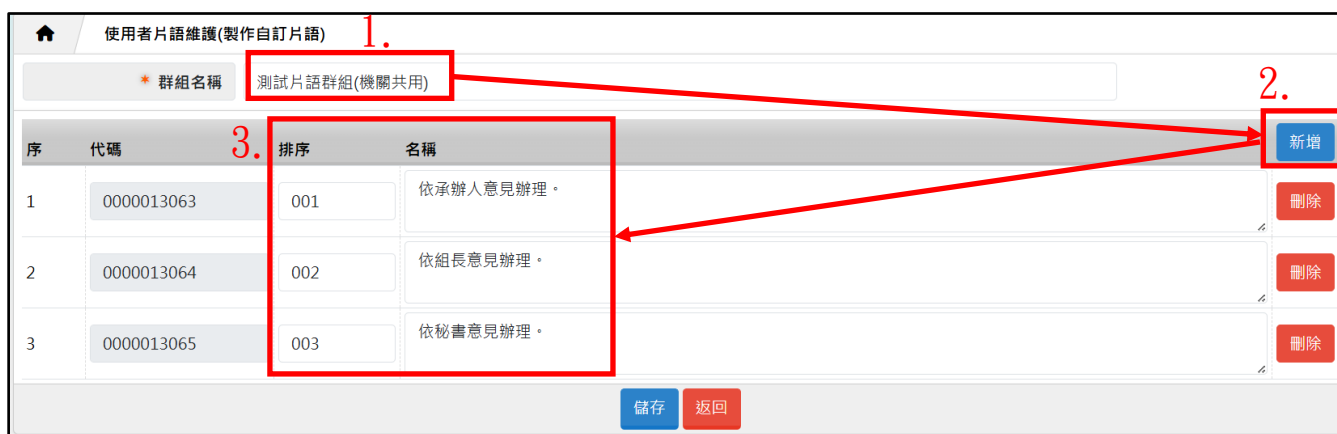 使用者片語維護(製作自訂片語)
1.
* 群組名稱 測試片語群組(機關共用)
2.
3.
序 代碼 排序 名稱 新增
1 0000013063 001 依承辦人意見辦理。 刪除
2 0000013064 002 依組長意見辦理。 刪除
3 0000013065 003 依秘書意見辦理。 刪除
儲存 返回